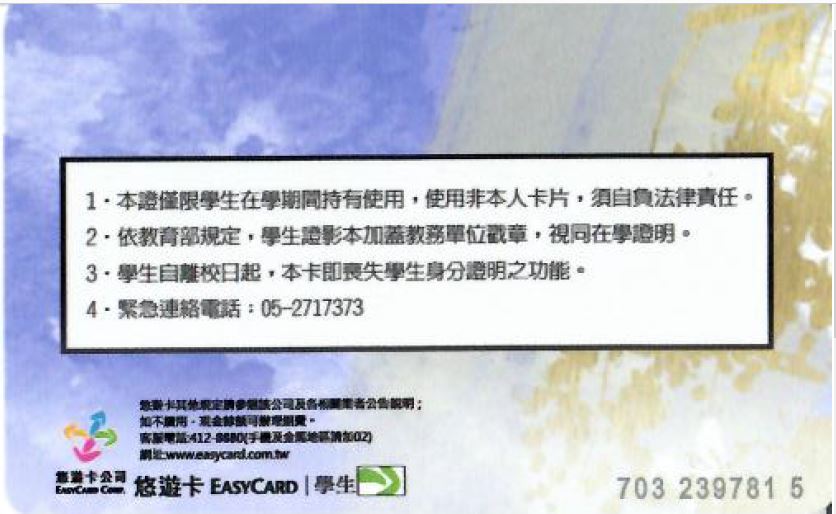 1．本證僅限學生在學期間持有使用，使用非本人卡片，須自負法律責任。
2．依教育部規定，學生證影本加蓋教務單位戳章，視同在學證明。
3．學生自離校日起，本卡即喪失學生身分證明之功能。
4．緊急連絡電話：05-2717373
悠遊卡其他規定請參閱該公司及各相關業者公告說明；
如不續用，現金餘額可辦理退費。
客服電話:412-8880(手機及金馬地區請加02)
網址:www.easycard.com.tw
悠遊卡公司
EASYCARD CORP.
悠遊卡 EASYCARD | 學生
703 239781 5